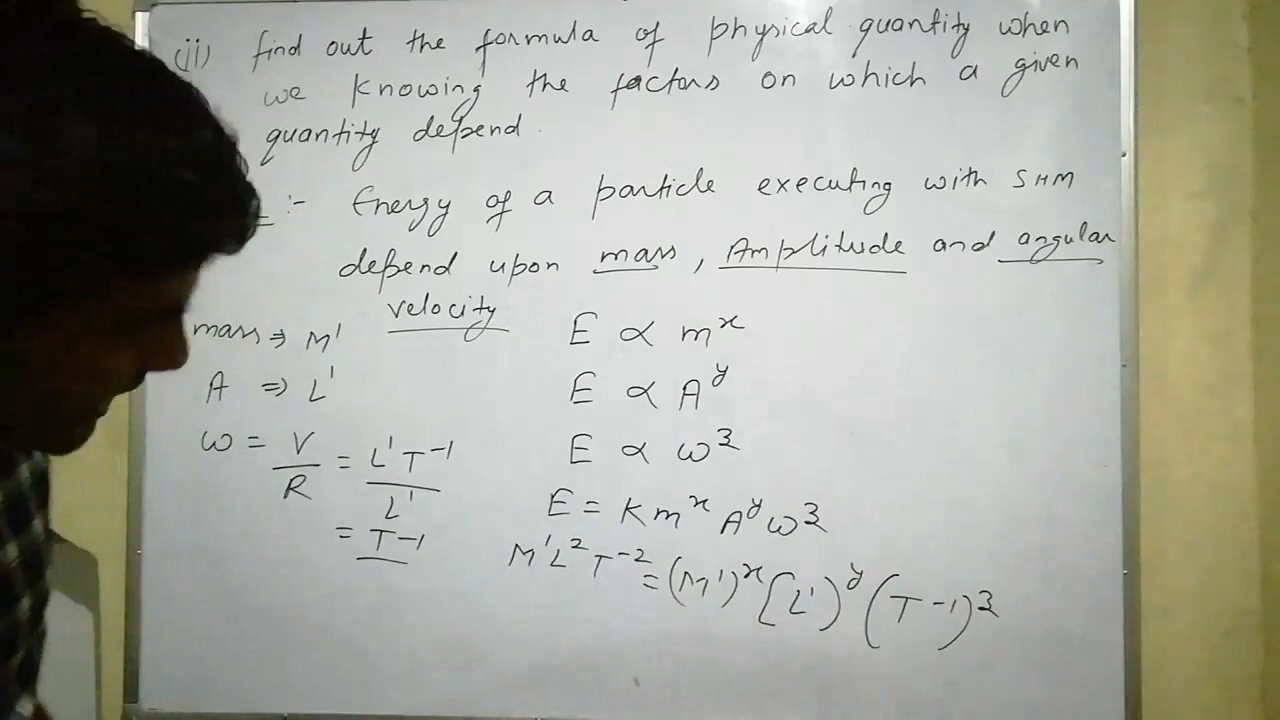 (ii) find out the formula of physical quantity when
we knowing the factors on which a given
quantity depend.
:- Energy of a particle executing with SHM
depend upon mass, Amplitude and angular
velocity
mass ⇒ M¹
A ⇒ L¹
ω = V/R = L¹T⁻¹/L¹
= T⁻¹
E ∝ m^x
E ∝ A^y
E ∝ ω^z
E = K m^x A^y ω^z
M¹L²T⁻² = (M¹)^x [L¹)^y (T⁻¹)^z